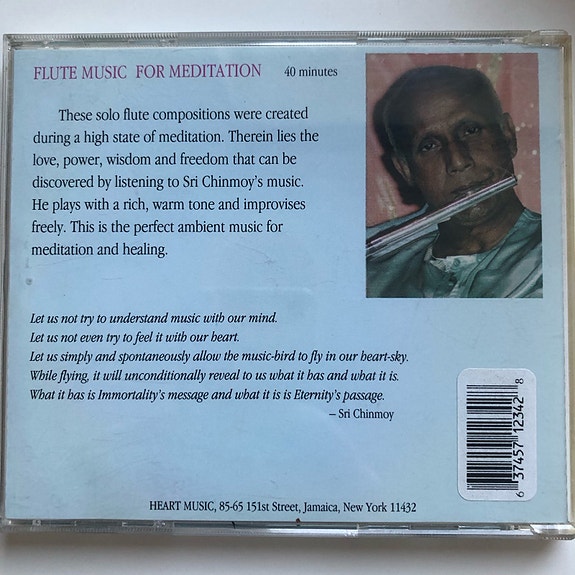 FLUTE MUSIC FOR MEDITATION 40 minutes
These solo flute compositions were created
during a high state of meditation. Therein lies the
love, power, wisdom and freedom that can be
discovered by listening to Sri Chinmoy's music.
He plays with a rich, warm tone and improvises
freely. This is the perfect ambient music for
meditation and healing.
Let us not try to understand music with our mind.
Let us not even try to feel it with our heart.
Let us simply and spontaneously allow the music-bird to fly in our heart-sky.
While flying, it will unconditionally reveal to us what it has and what it is.
What it has is Immortality's message and what it is is Eternity's passage.
– Sri Chinmoy
6 37457 12342 8
HEART MUSIC, 85-65 151st Street, Jamaica, New York 11432